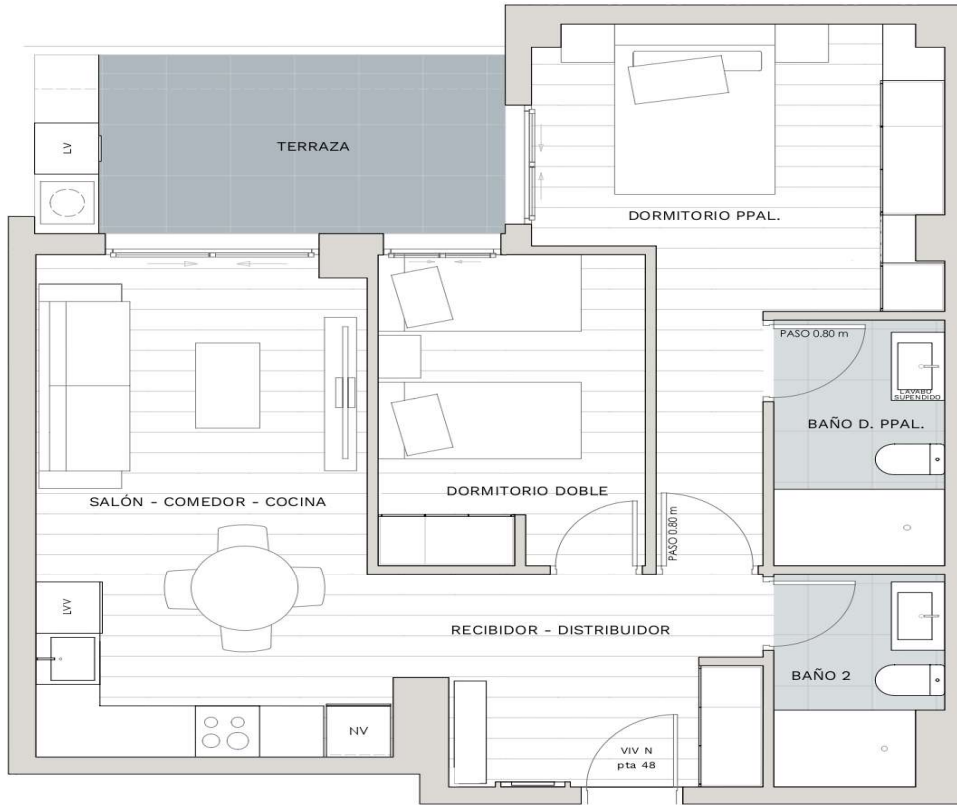 TERRAZA
LV
DORMITORIO PPAL.
PASO 0.80 m
LAVABO
SUPENDIDO
BAÑO D. PPAL.
DORMITORIO DOBLE
SALÓN - COMEDOR - COCINA
PASO 0.80 m
LVV
RECIBIDOR - DISTRIBUIDOR
BAÑO 2
NV
VIV N
pta 48